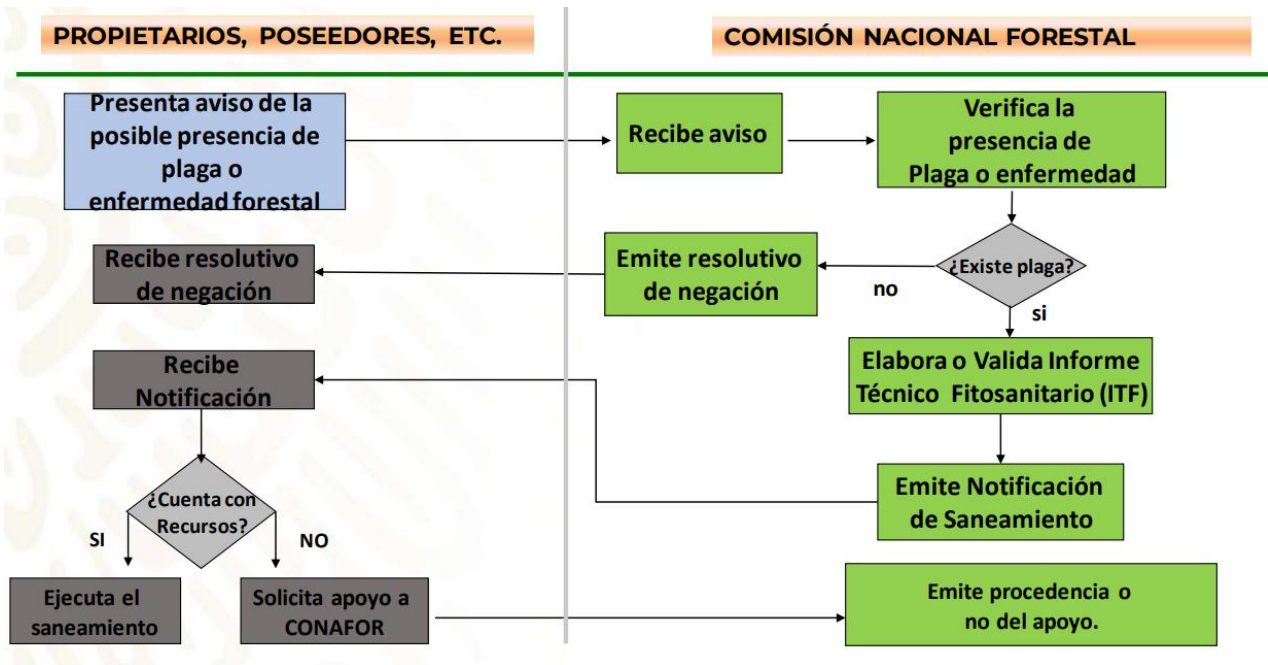 PROPIETARIOS, POSEEDORES, ETC.
COMISIÓN NACIONAL FORESTAL
Presenta aviso de la
posible presencia de
plaga o
enfermedad forestal
Recibe aviso
Verifica la
presencia de
Plaga o enfermedad
¿Existe plaga?
no
si
Emite resolutivo
de negación
Recibe resolutivo
de negación
Elabora o Valida Informe
Técnico Fitosanitario (ITF)
Emite Notificación
de Saneamiento
Recibe
Notificación
¿Cuenta con
Recursos?
SI
NO
Ejecuta el
saneamiento
Solicita apoyo a
CONAFOR
Emite procedencia o
no del apoyo.